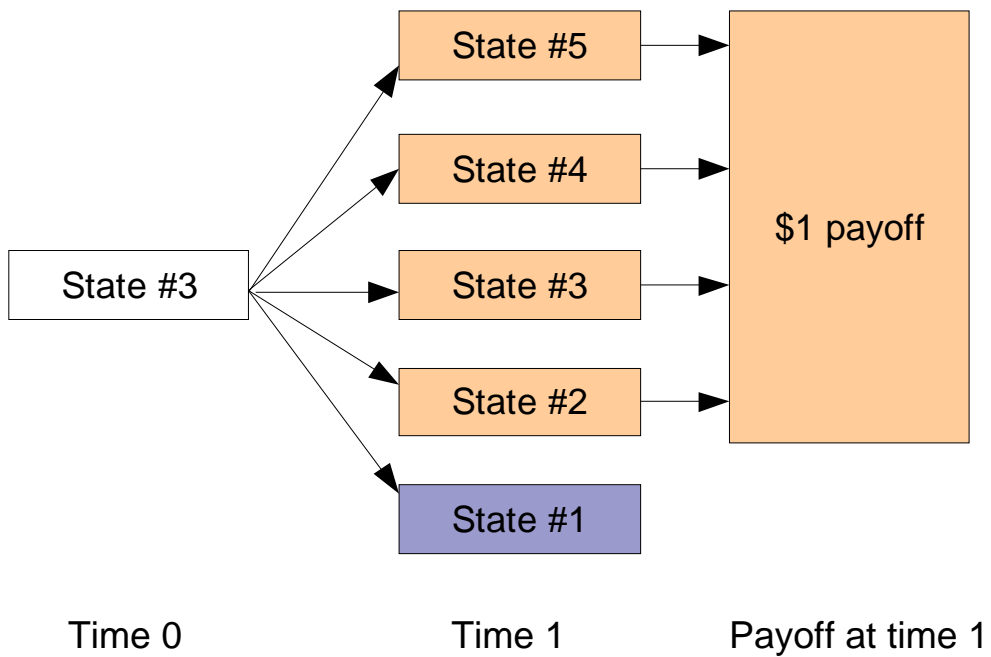 State #5
State #4
$1 payoff
State #3
State #3
State #2
State #1
Time 0
Time 1
Payoff at time 1